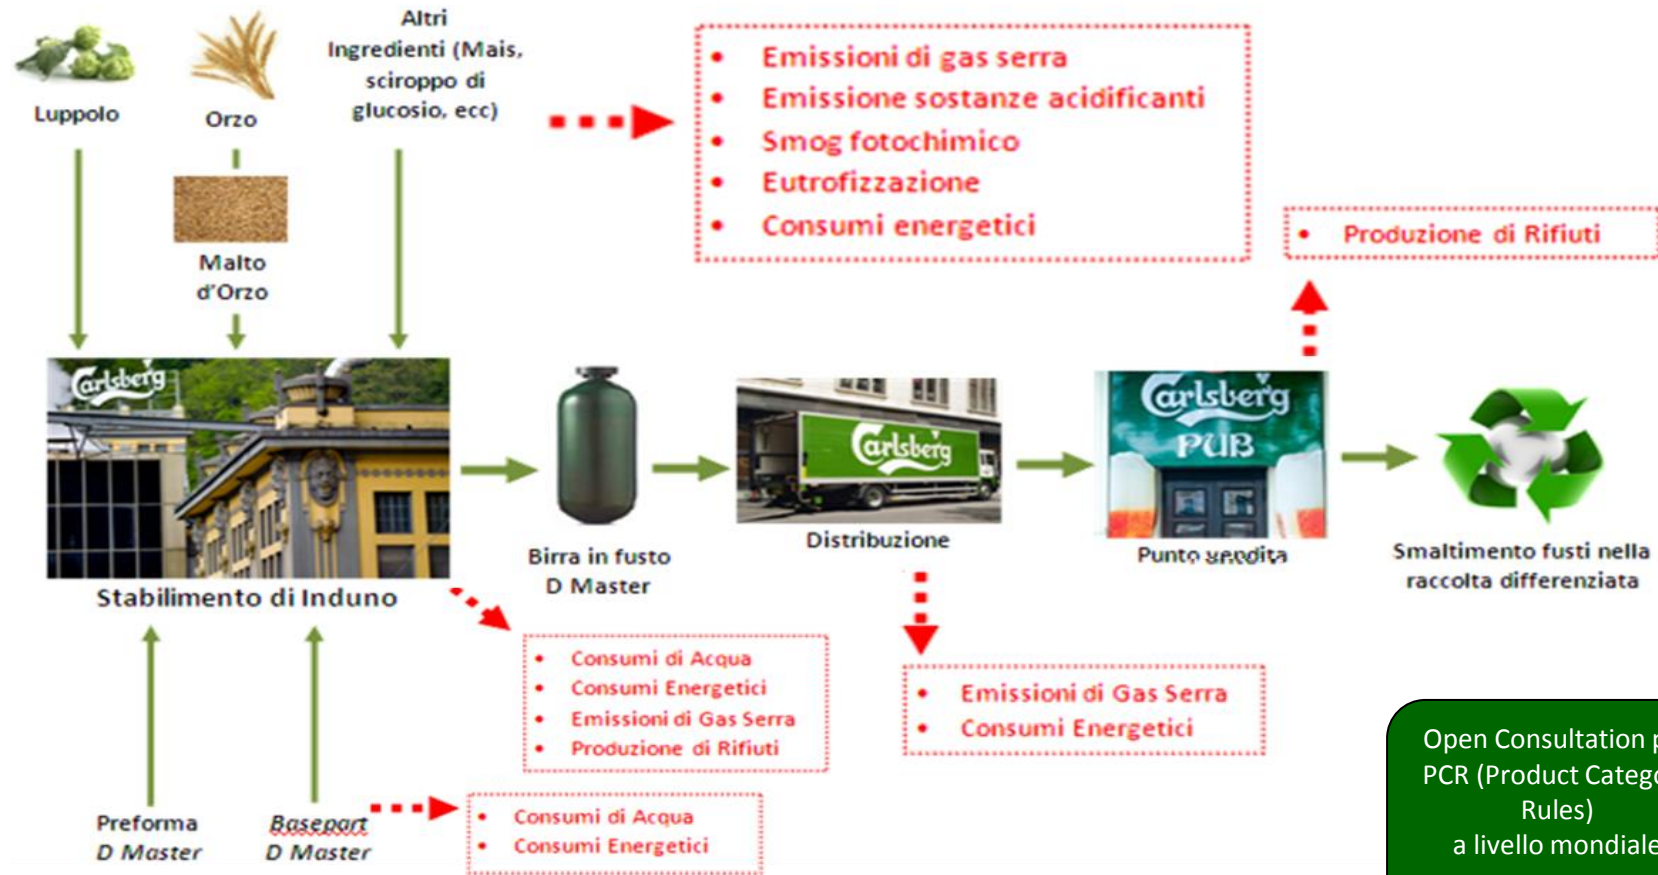 Luppolo
Orzo
Altri
Ingredienti (Mais,
sciroppo di
glucosio, ecc)
Malto
d'Orzo
• Emissioni di gas serra
• Emissione sostanze acidificanti
• Smog fotochimico
• Eutrofizzazione
• Consumi energetici
• Produzione di Rifiuti
Carlsberg
Stabilimento di Induno
Birra in fusto
D Master
Carlsberg
Distribuzione
Carlsberg
PUB
Punto vendita
Smaltimento fusti nella
raccolta differenziata
• Consumi di Acqua
• Consumi Energetici
• Emissioni di Gas Serra
• Produzione di Rifiuti
• Emissioni di Gas Serra
• Consumi Energetici
Preforma
D Master
Basepart
D Master
• Consumi di Acqua
• Consumi Energetici
Open Consultation
PCR (Product
Rules)
a livello mondiale